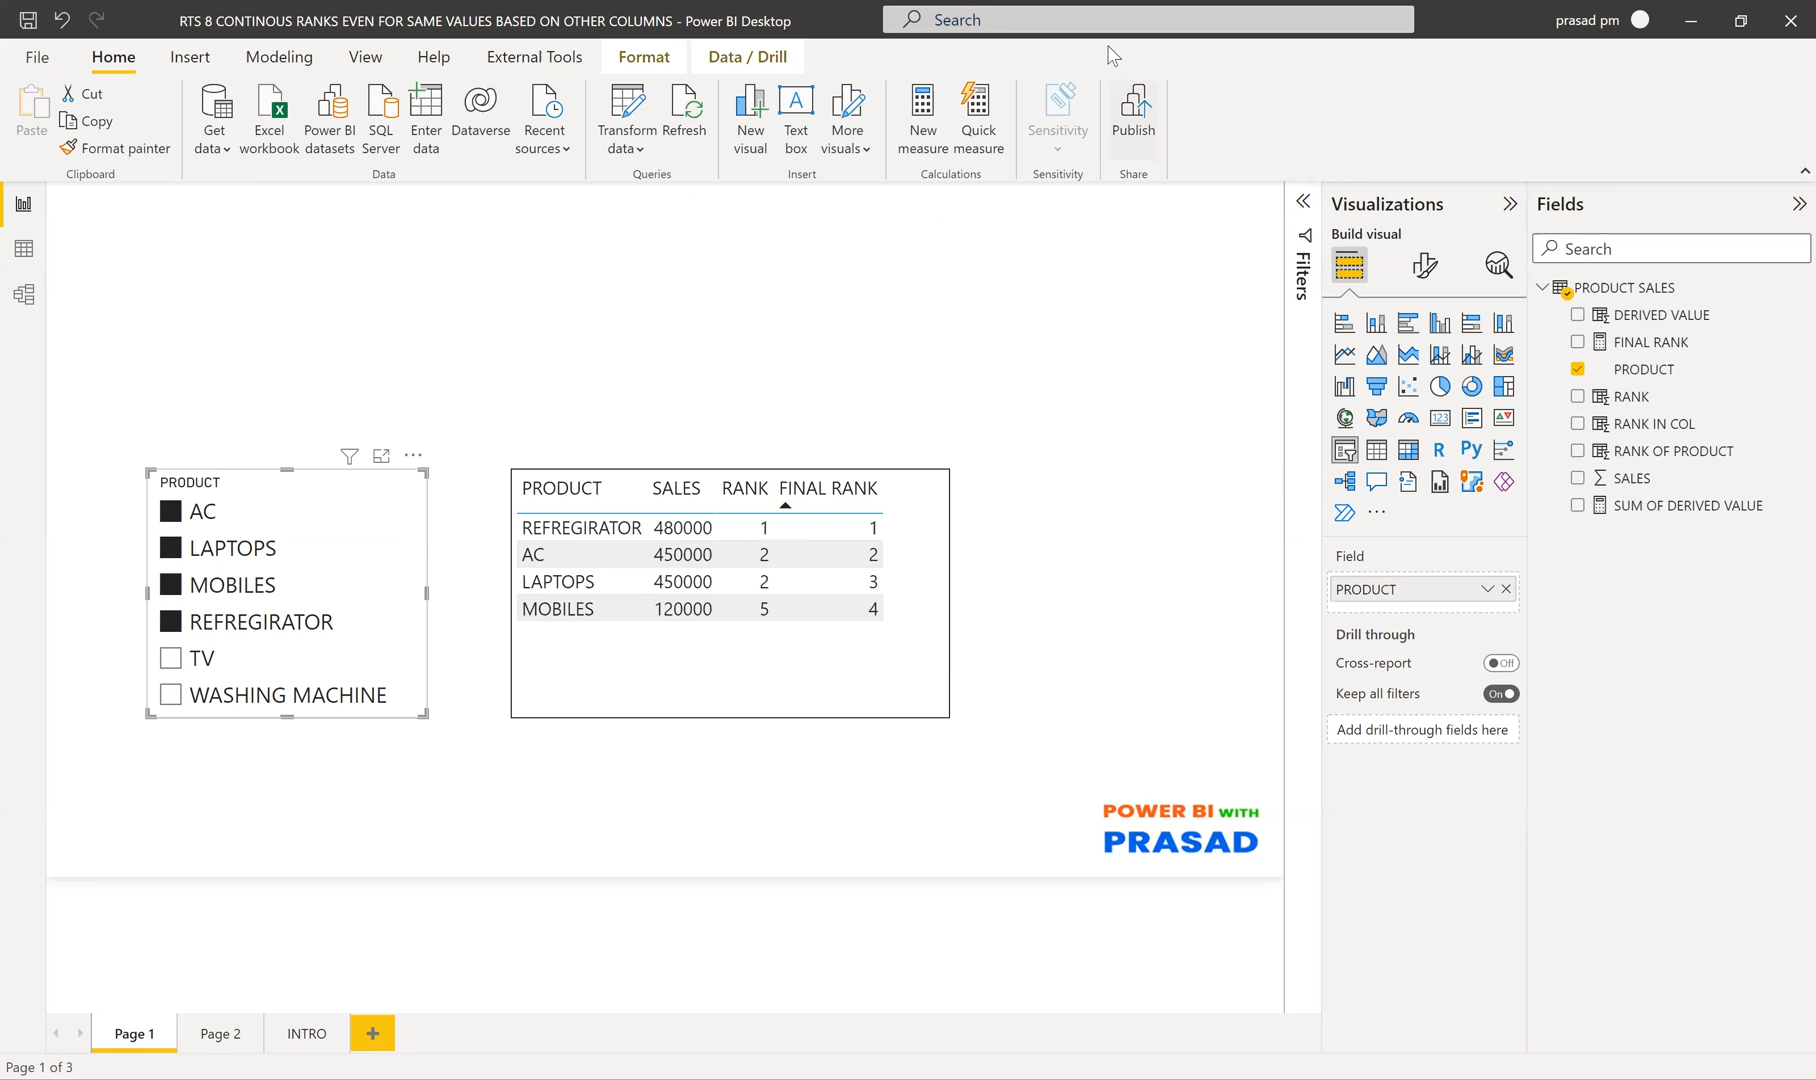 RTS 8 CONTINOUS RANKS EVEN FOR SAME VALUES BASED ON OTHER COLUMNS - Power BI Desktop
Search
prasad pm
File Home Insert Modeling View Help External Tools Format Data / Drill
Paste
Cut
Copy
Format painter
Clipboard
Get data
Excel workbook
Power BI datasets
SQL Server
Enter data
Dataverse
Recent sources
Data
Transform data
Refresh
Queries
New visual
Text box
More visuals
Insert
New measure
Quick measure
Calculations
Sensitivity
Sensitivity
Publish
Share
PRODUCT
AC
LAPTOPS
MOBILES
REFREGIRATOR
TV
WASHING MACHINE
PRODUCT SALES RANK FINAL RANK
REFREGIRATOR 480000 1 1
AC 450000 2 2
LAPTOPS 450000 2 3
MOBILES 120000 5 4
POWER BI WITH
PRASAD
Filters
Visualizations
Build visual
123
R
Py
Field
PRODUCT
Drill through
Cross-report Off
Keep all filters On
Add drill-through fields here
Fields
Search
PRODUCT SALES
DERIVED VALUE
FINAL RANK
PRODUCT
RANK
RANK IN COL
RANK OF PRODUCT
SALES
SUM OF DERIVED VALUE
Page 1 Page 2 INTRO
Page 1 of 3